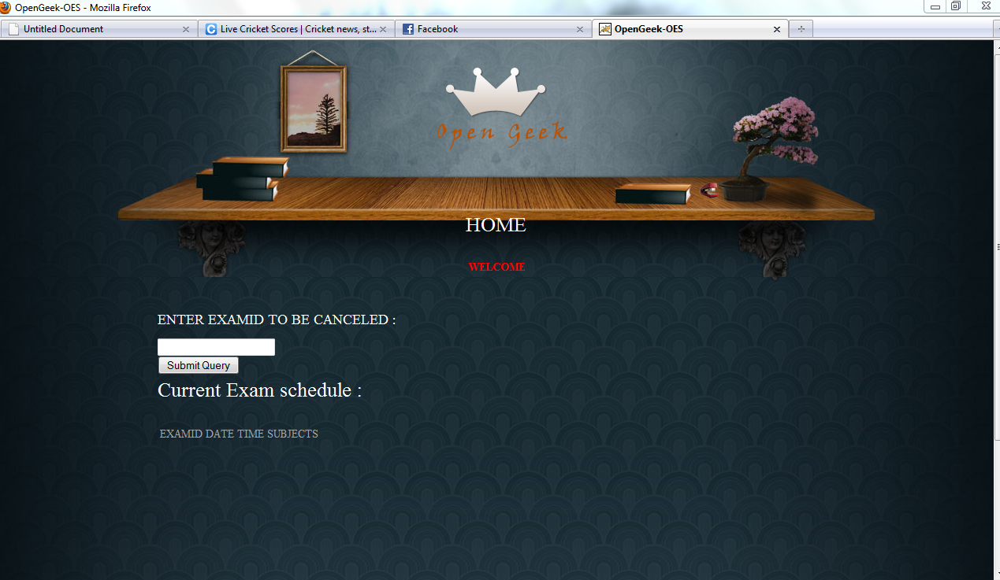 OpenGeek-OES - Mozilla Firefox
Untitled Document
Live Cricket Scores | Cricket news, st...
Facebook
OpenGeek-OES
Open Geek
HOME
WELCOME
ENTER EXAMID TO BE CANCELED :
Submit Query
Current Exam schedule :
EXAMID DATE TIME SUBJECTS